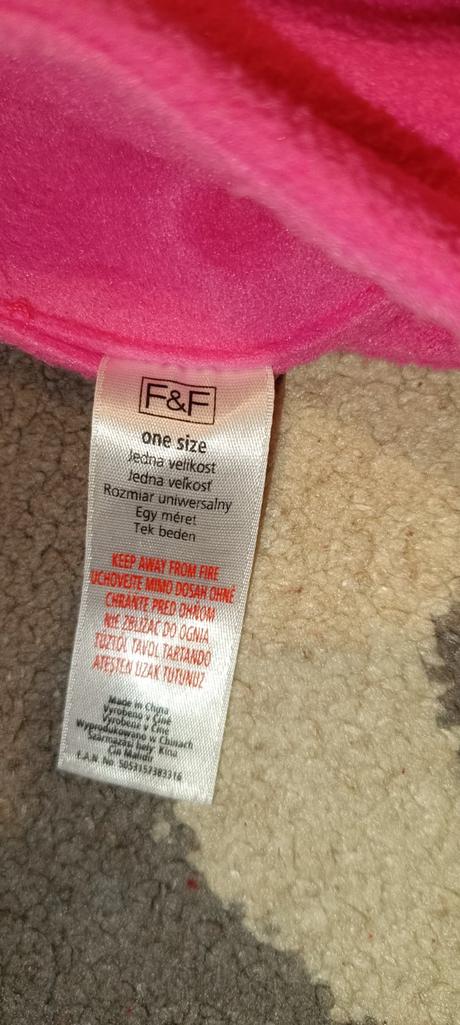 F&F
one size
Jedna velikost
Jedna veľkosť
Rozmiar uniwersalny
Egy méret
Tek beden
KEEP AWAY FROM FIRE
UCHOVEJTE MIMO DOSAH OHNĚ
CHRÁŇTE PRED OHŇOM
NIE ZBLIŻAĆ DO OGNIA
TŰZTŐL TÁVOL TARTANDÓ
ATEŞTEN UZAK TUTUNUZ
Made in China
Vyrobeno v Číně
Vyrobené v Číne
Wyprodukowano w Chinach
Származási hely: Kína
Çin Malıdır
E.A.N. No. 5053157383316